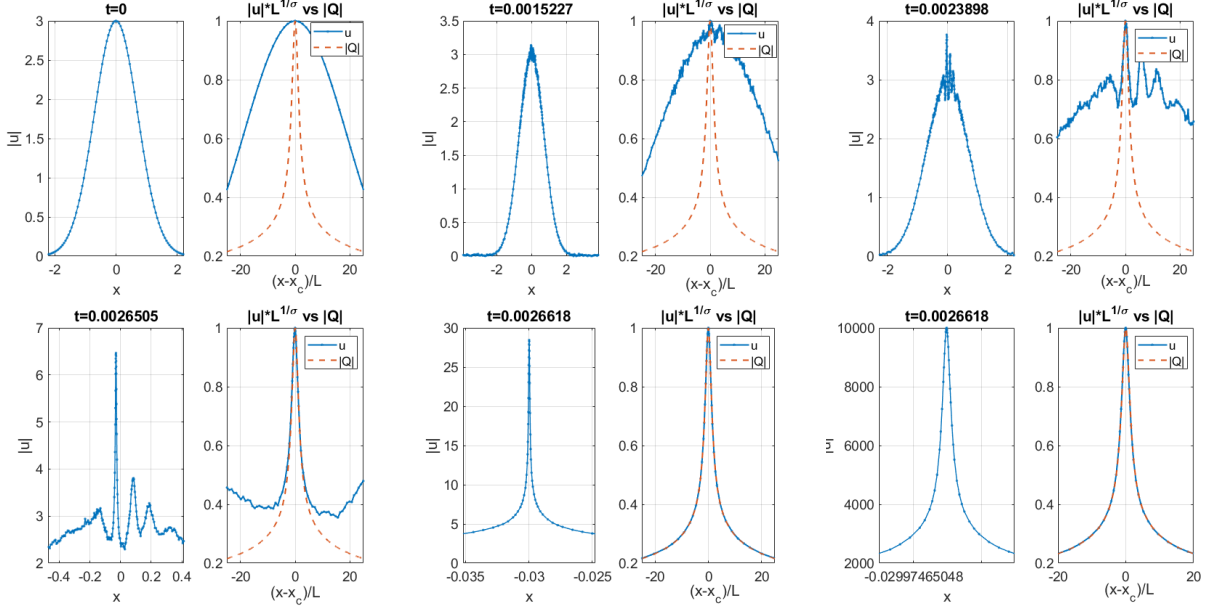 t=0
|u|*L^{1/σ} vs |Q|
t=0.0015227
|u|*L^{1/σ} vs |Q|
t=0.0023898
|u|*L^{1/σ} vs |Q|
3
2.5
2
1.5
1
0.5
0
|u|
-2 0 2
x
1
0.8
0.6
0.4
0.2
u
|Q|
-20 0 20
(x-x_c)/L
3.5
3
2.5
2
1.5
1
0.5
0
|u|
-2 0 2
x
1
0.8
0.6
0.4
0.2
u
|Q|
-20 0 20
(x-x_c)/L
4
3
2
1
0
|u|
-2 0 2
x
1
0.8
0.6
0.4
0.2
u
|Q|
-20 0 20
(x-x_c)/L
t=0.0026505
|u|*L^{1/σ} vs |Q|
t=0.0026618
|u|*L^{1/σ} vs |Q|
t=0.0026618
|u|*L^{1/σ} vs |Q|
7
6
5
4
3
2
|u|
-0.4 -0.2 0 0.2 0.4
x
1
0.8
0.6
0.4
0.2
u
|Q|
-20 0 20
(x-x_c)/L
30
25
20
15
10
5
0
|u|
-0.035 -0.03 -0.025
x
1
0.8
0.6
0.4
0.2
u
|Q|
-20 0 20
(x-x_c)/L
10000
8000
6000
4000
2000
-0.02997465048
x
1
0.8
0.6
0.4
0.2
u
|Q|
-20 0 20
(x-x_c)/L